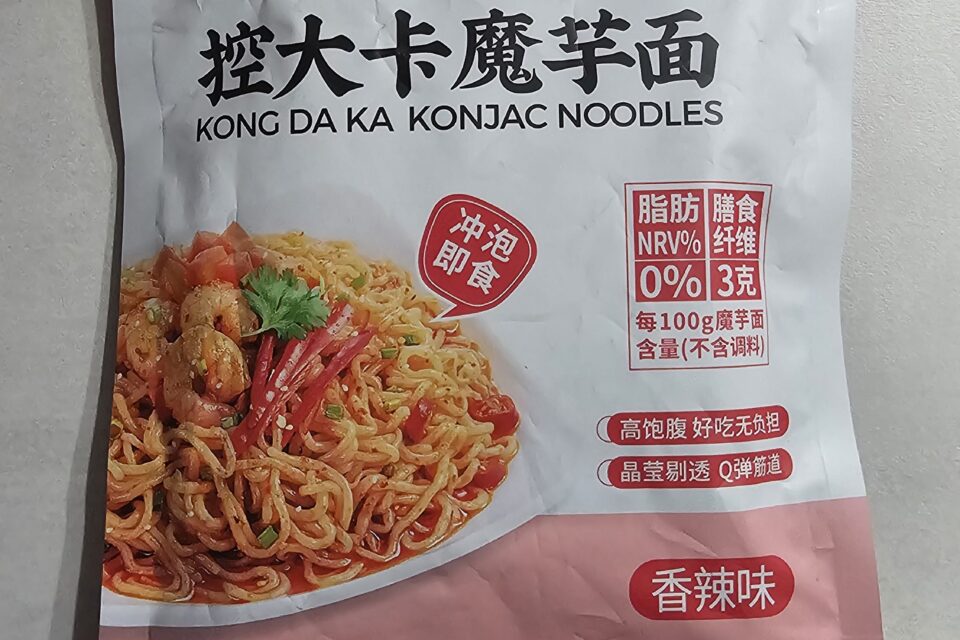 控大卡魔芋面
KONG DA KA KONJAC NOODLES
冲泡
即食
脂肪
NRV%
0%
膳食
纤维
3克
每100g魔芋面
含量(不含调料)
高饱腹 好吃无负担
晶莹剔透 Q弹筋道
香辣味